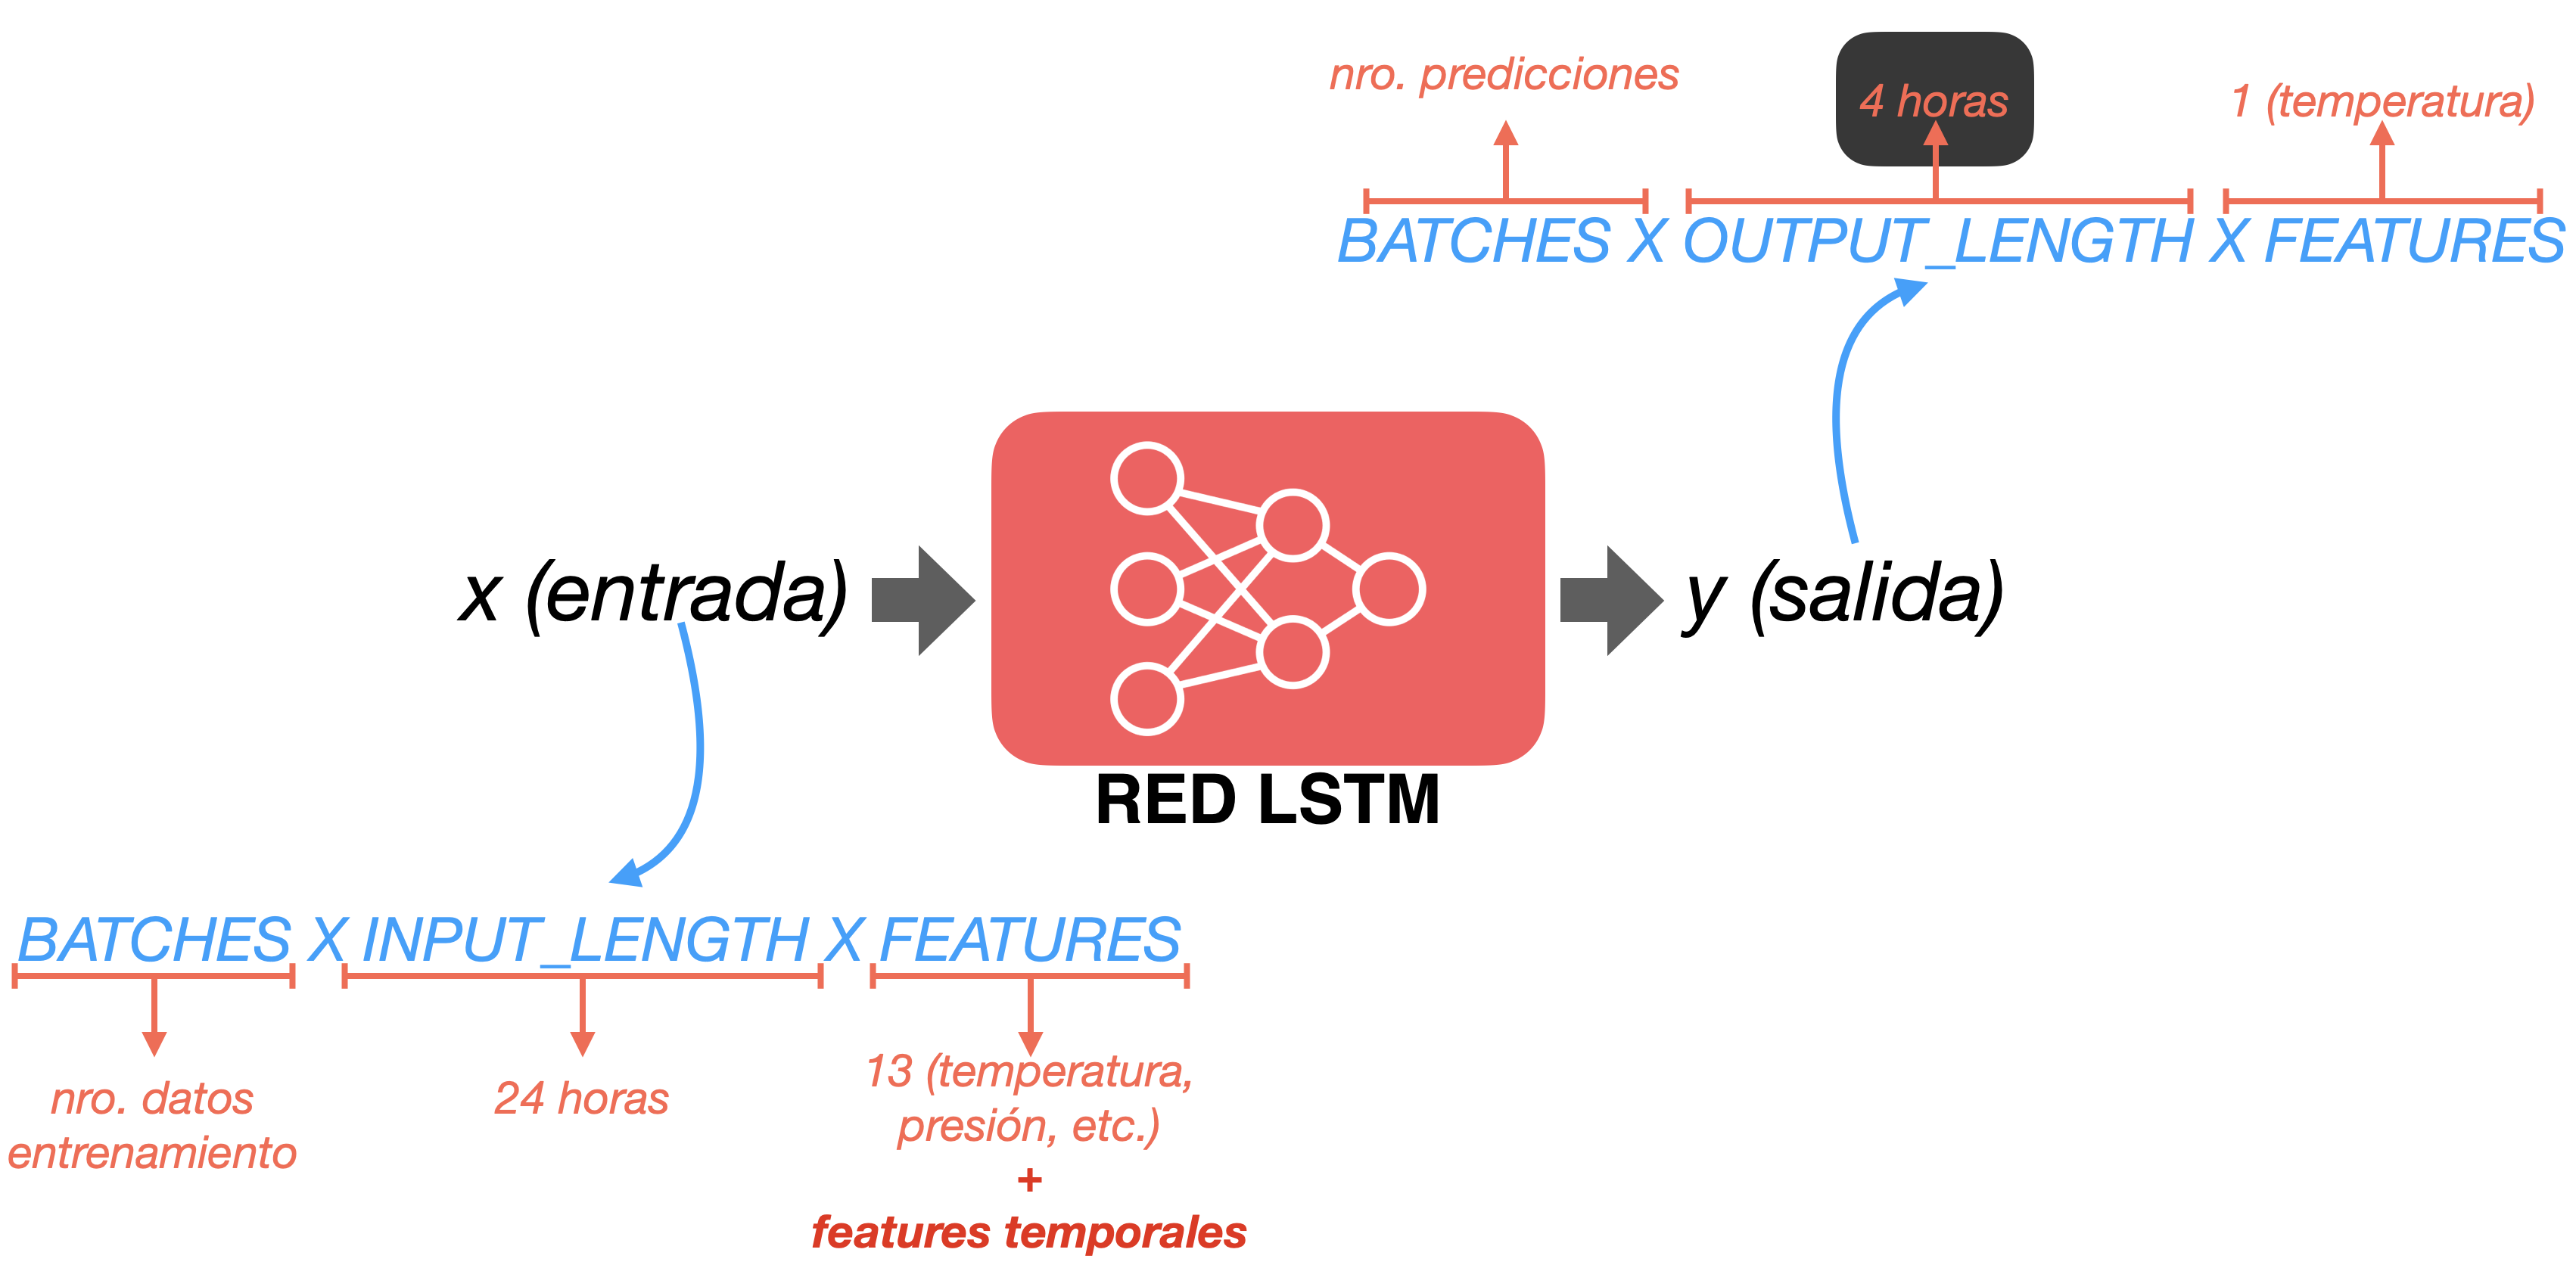 nro. predicciones
4 horas
1 (temperatura)
BATCHES X OUTPUT_LENGTH X FEATURES
x (entrada)
y (salida)
RED LSTM
BATCHES X INPUT_LENGTH X FEATURES
nro. datos
entrenamiento
24 horas
13 (temperatura,
presión, etc.)
+
features temporales